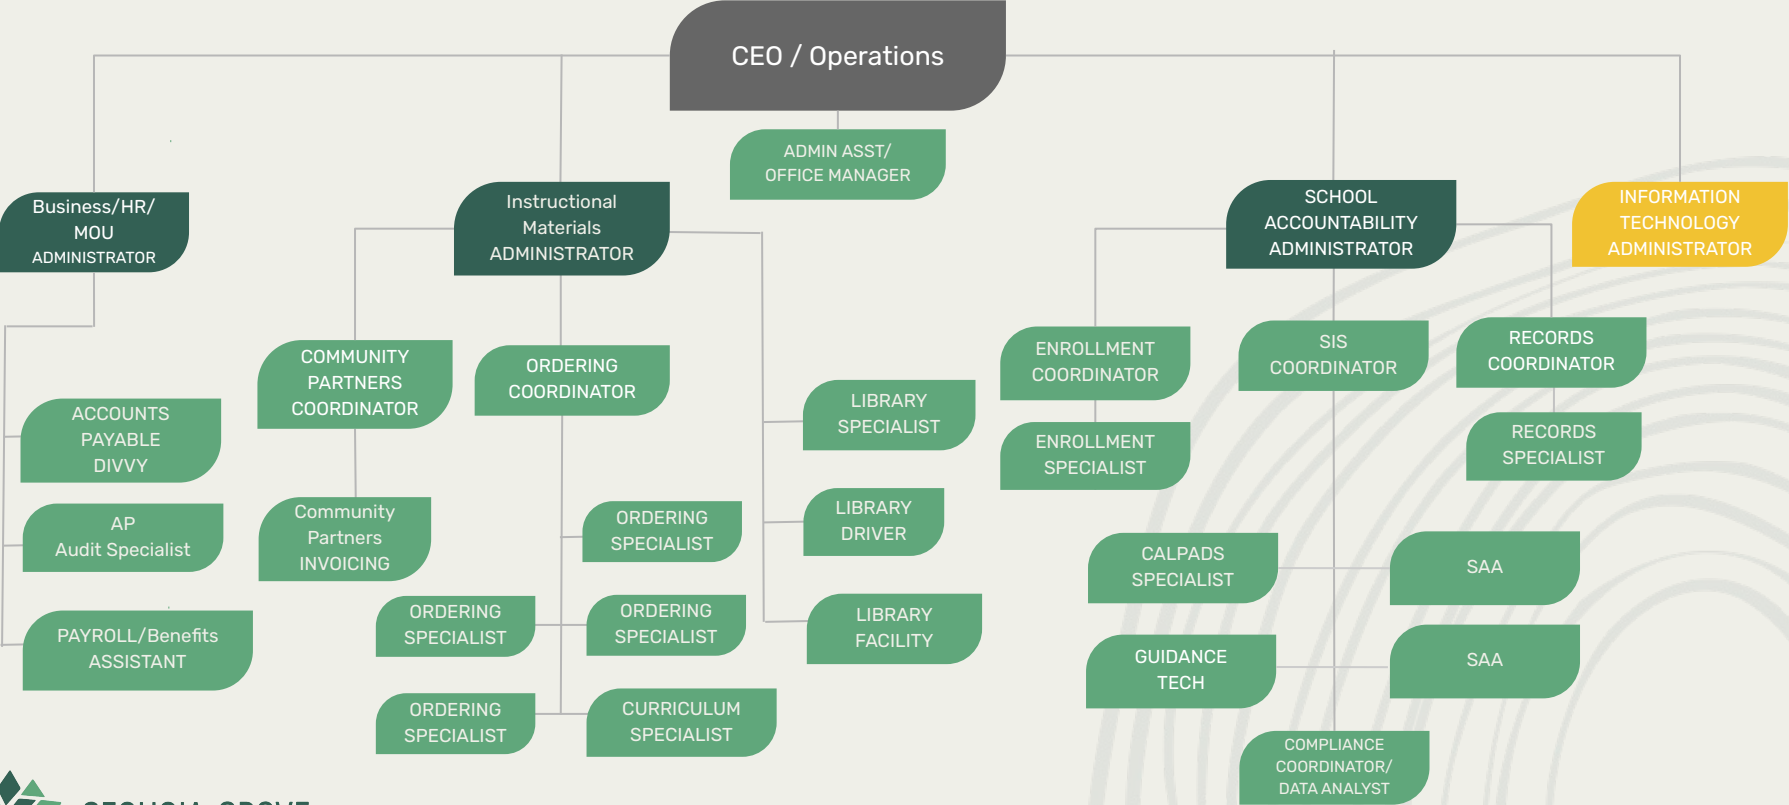 CEO / Operations
ADMIN ASST/
OFFICE MANAGER
Business/HR/
MOU
ADMINISTRATOR
Instructional
Materials
ADMINISTRATOR
SCHOOL
ACCOUNTABILITY
ADMINISTRATOR
INFORMATION
TECHNOLOGY
ADMINISTRATOR
ACCOUNTS
PAYABLE
DIVVY
AP
Audit Specialist
PAYROLL/Benefits
ASSISTANT
COMMUNITY
PARTNERS
COORDINATOR
Community
Partners
INVOICING
ORDERING
COORDINATOR
ORDERING
SPECIALIST
ORDERING
SPECIALIST
ORDERING
SPECIALIST
ORDERING
SPECIALIST
CURRICULUM
SPECIALIST
LIBRARY
SPECIALIST
LIBRARY
DRIVER
LIBRARY
FACILITY
ENROLLMENT
COORDINATOR
ENROLLMENT
SPECIALIST
SIS
COORDINATOR
RECORDS
COORDINATOR
RECORDS
SPECIALIST
CALPADS
SPECIALIST
SAA
GUIDANCE
TECH
SAA
COMPLIANCE
COORDINATOR/
DATA ANALYST